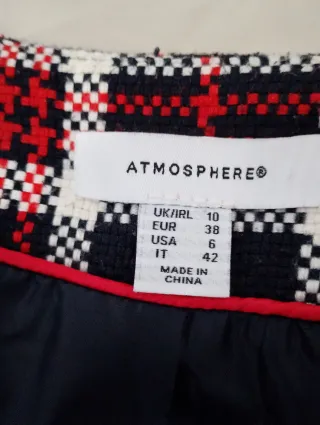 ATMOSPHERE®
UK/IRL 10
EUR 38
USA 6
IT 42
MADE IN
CHINA